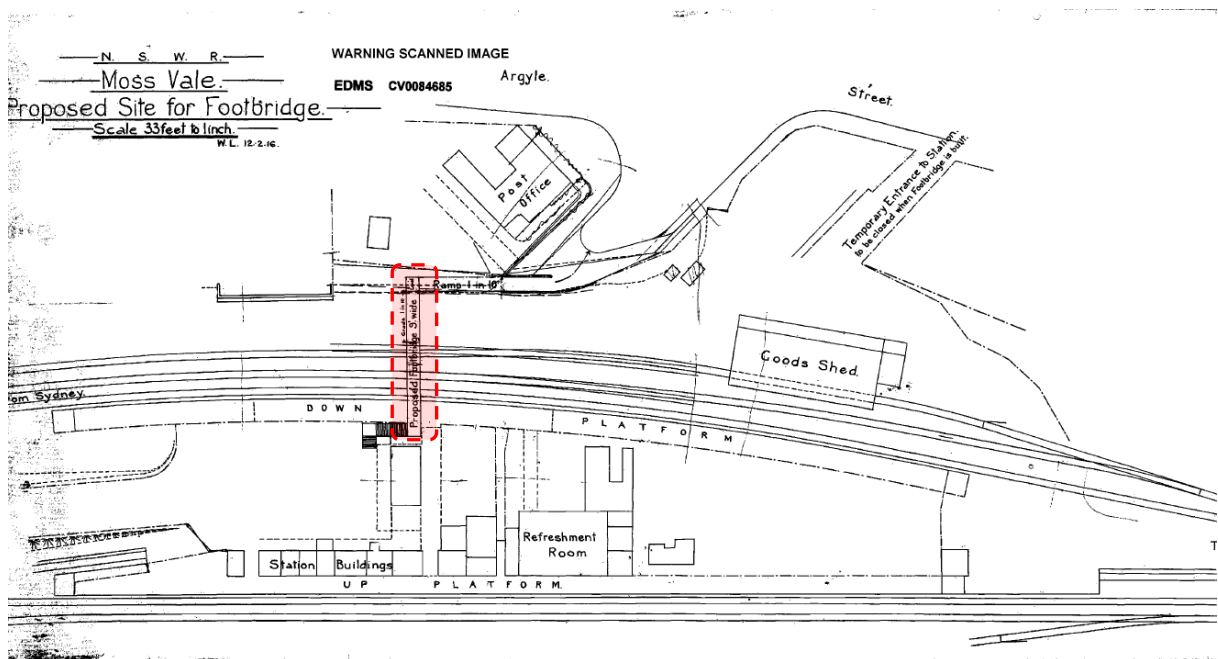 N. S. W. R.
Moss Vale.
Proposed Site for Footbridge.
Scale 33feet to 1inch.
W.L. 12-2-16.
WARNING SCANNED IMAGE
EDMS CV0084685
Argyle.
Street.
Temporary Entrance to Station.
to be closed when Footbridge is built.
Post
Office
Ramp 1 in 10
Proposed Footbridge 9' wide
Goods Shed.
om Sydney.
DOWN
PLATFORM
Refreshment
Room
Station Buildings
UP PLATFORM.
T